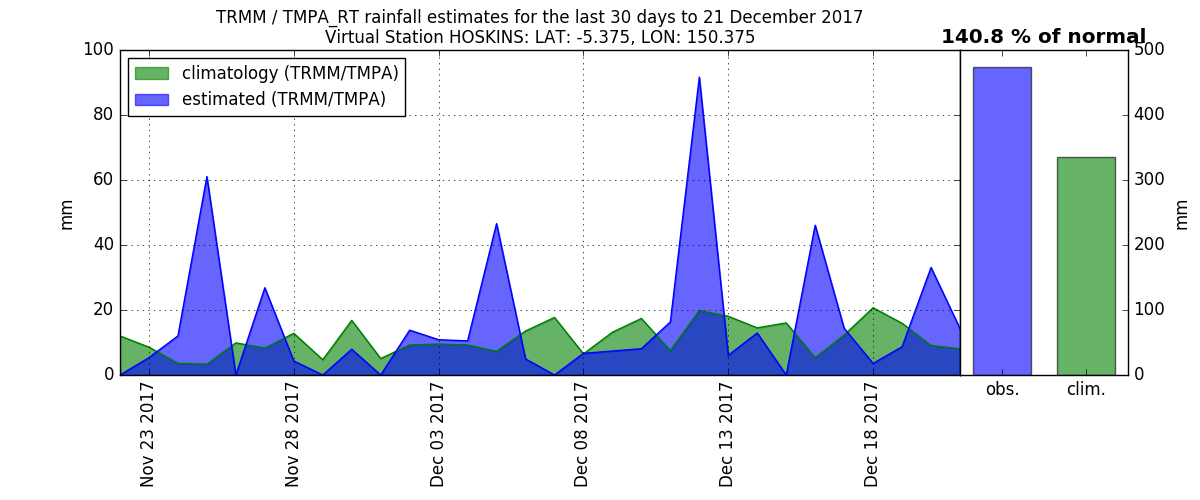 TRMM / TMPA_RT rainfall estimates for the last 30 days to 21 December 2017
Virtual Station HOSKINS: LAT: -5.375, LON: 150.375
140.8 % of normal
climatology (TRMM/TMPA)
estimated (TRMM/TMPA)
mm
100
80
60
40
20
0
Nov 23 2017
Nov 28 2017
Dec 03 2017
Dec 08 2017
Dec 13 2017
Dec 18 2017
obs.
clim.
500
400
300
200
100
0
mm